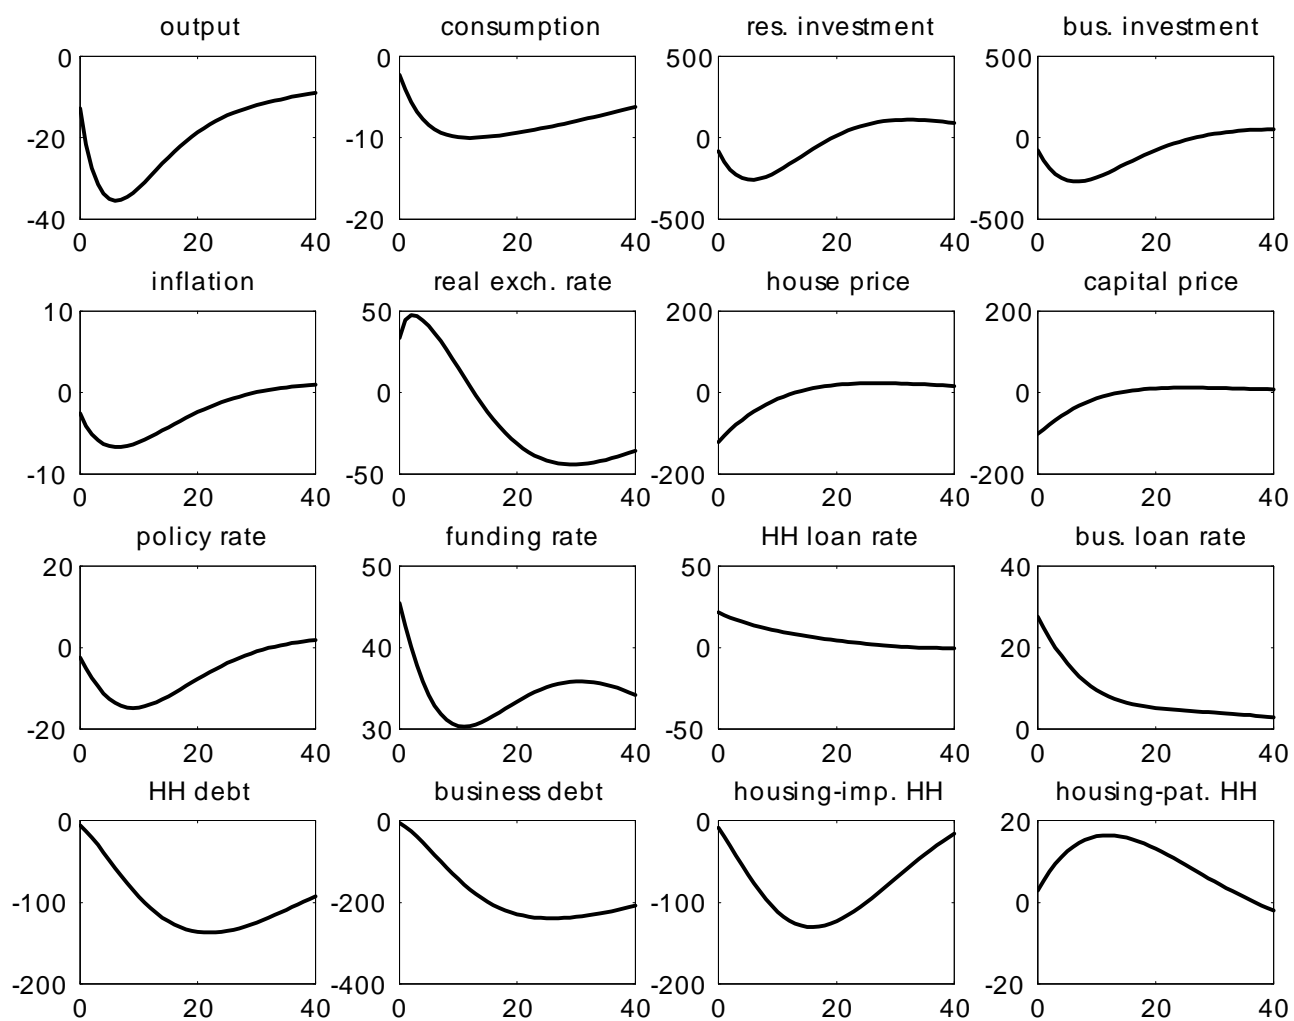 output consumption res. investment bus. investment
0 0 500 500
-20 -10 0 0
-40 -20 -500 -500
0 20 40 0 20 40 0 20 40 0 20 40
inflation real exch. rate house price capital price
10 50 200 200
0 0 0 0
-10 -50 -200 -200
0 20 40 0 20 40 0 20 40 0 20 40
policy rate funding rate HH loan rate bus. loan rate
20 50 50 40
0 40 0 20
-20 30 -50 0
0 20 40 0 20 40 0 20 40 0 20 40
HH debt business debt housing-imp. HH housing-pat. HH
0 0 0 20
-100 -200 -100 0
-200 -400 -200 -20
0 20 40 0 20 40 0 20 40 0 20 40